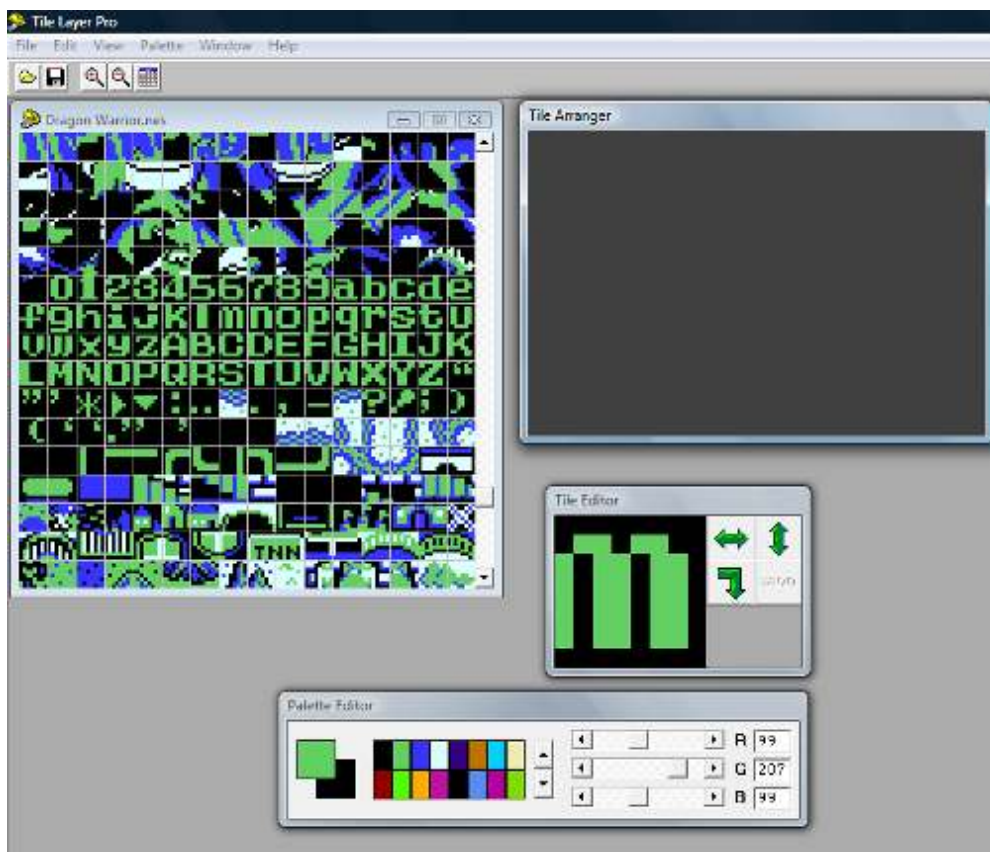 Tile Layer Pro
File Edit View Palette Window Help
Dragon Warrior.nes
Tile Arranger
0123456789abcde
fghijklmnopqrstu
vwxyzABCDEFGHIJK
LMNOPQRSTUVWXYZ“
”’*▶▼:..  .,-  ?!;)
(
INN
Tile Editor
Palette Editor
R 99
G 207
B 99